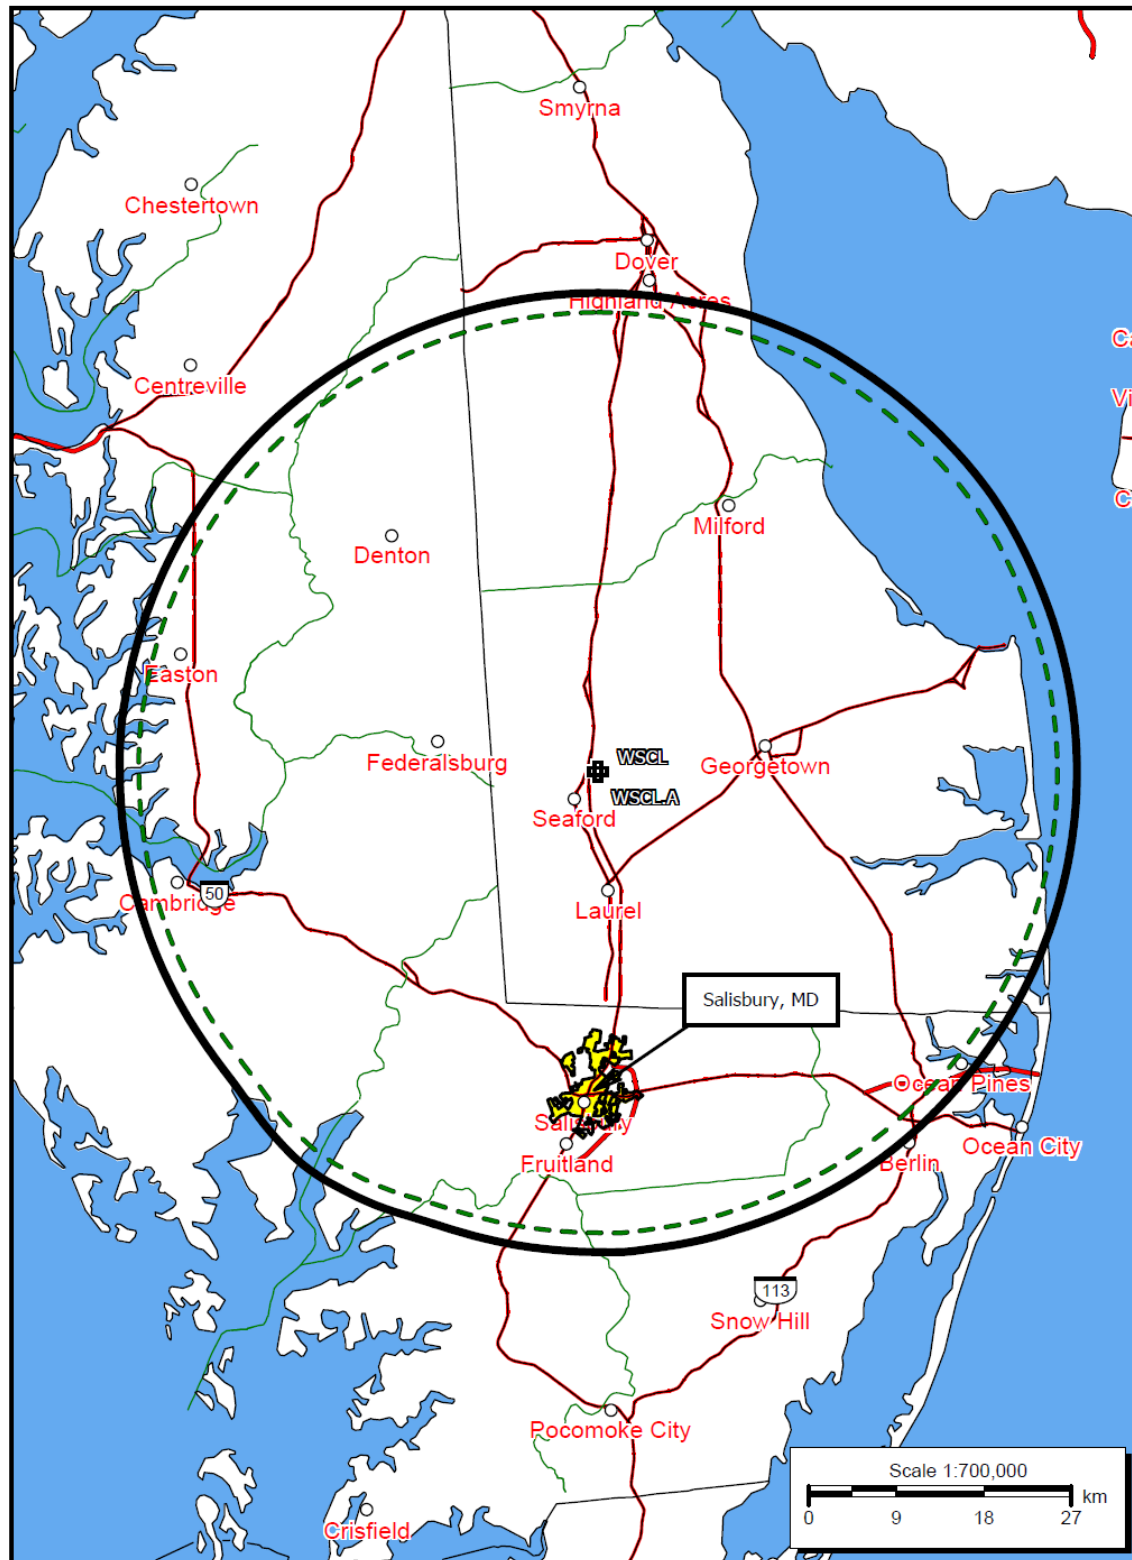 Smyrna
Chestertown
Dover
Highland Acres
Ca
Centreville
Vi
C
Milford
Denton
Easton
WSCL
Federalsburg
Georgetown
WSCL.A
Seaford
50
Cambridge
Laurel
Salisbury, MD
Ocean Pines
Salisbury
Ocean City
Fruitland
Berlin
113
Snow Hill
Pocomoke City
Scale 1:700,000
km
0 9 18 27
Crisfield